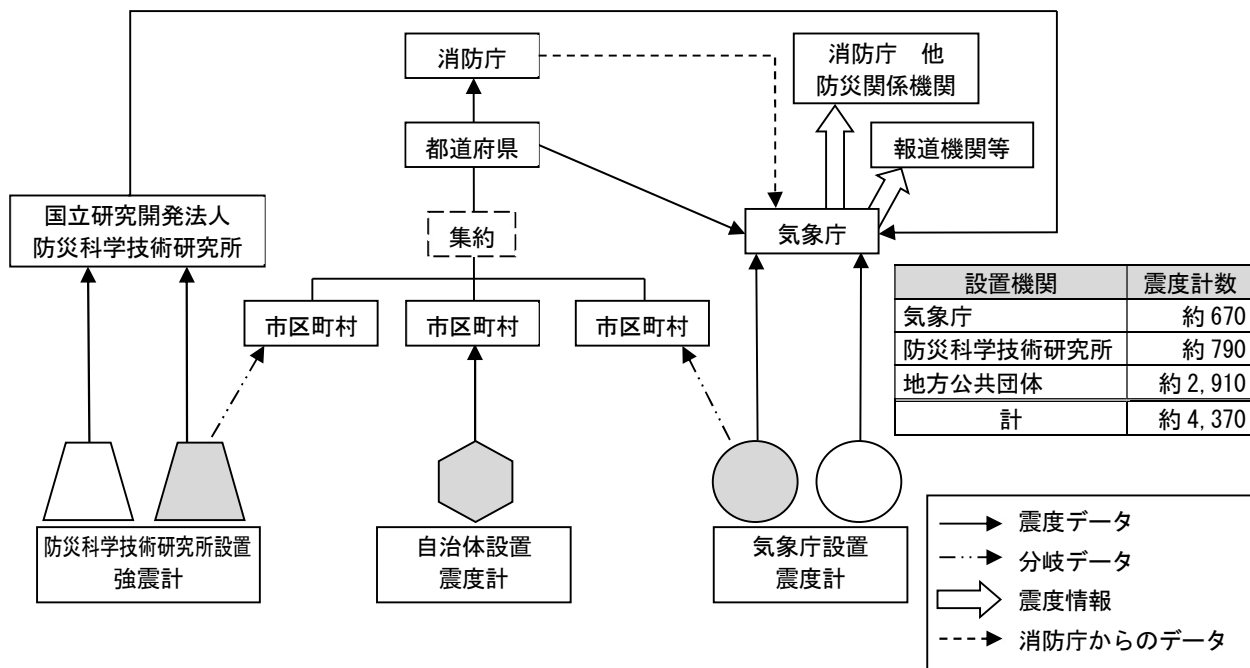 消防庁
消防庁　他
防災関係機関
都道府県
報道機関等
国立研究開発法人
防災科学技術研究所
集約
気象庁
市区町村
市区町村
市区町村
設置機関 震度計数
気象庁 約 670
防災科学技術研究所 約 790
地方公共団体 約 2,910
計 約 4,370
防災科学技術研究所設置
強震計
自治体設置
震度計
気象庁設置
震度計
震度データ
分岐データ
震度情報
消防庁からのデータ